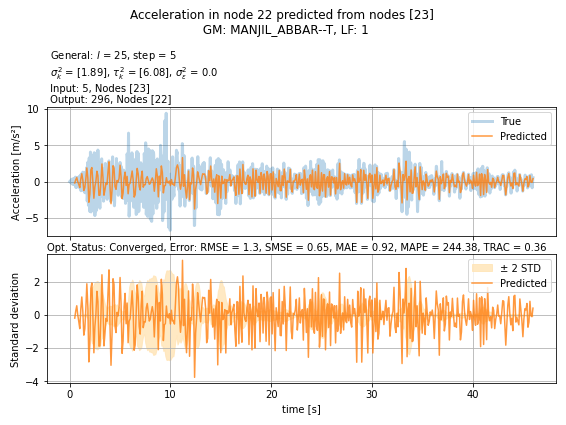 Acceleration in node 22 predicted from nodes [23]
GM: MANJIL_ABBAR--T, LF: 1
General: l = 25, step = 5
σ²ₖ = [1.89], τ²ₖ = [6.08], σ²ε = 0.0
Input: 5, Nodes [23]
Output: 296, Nodes [22]
10
5
0
−5
Acceleration [m/s²]
True
Predicted
Opt. Status: Converged, Error: RMSE = 1.3, SMSE = 0.65, MAE = 0.92, MAPE = 244.38, TRAC = 0.36
2
0
−2
−4
Standard deviation
± 2 STD
Predicted
0 10 20 30 40
time [s]